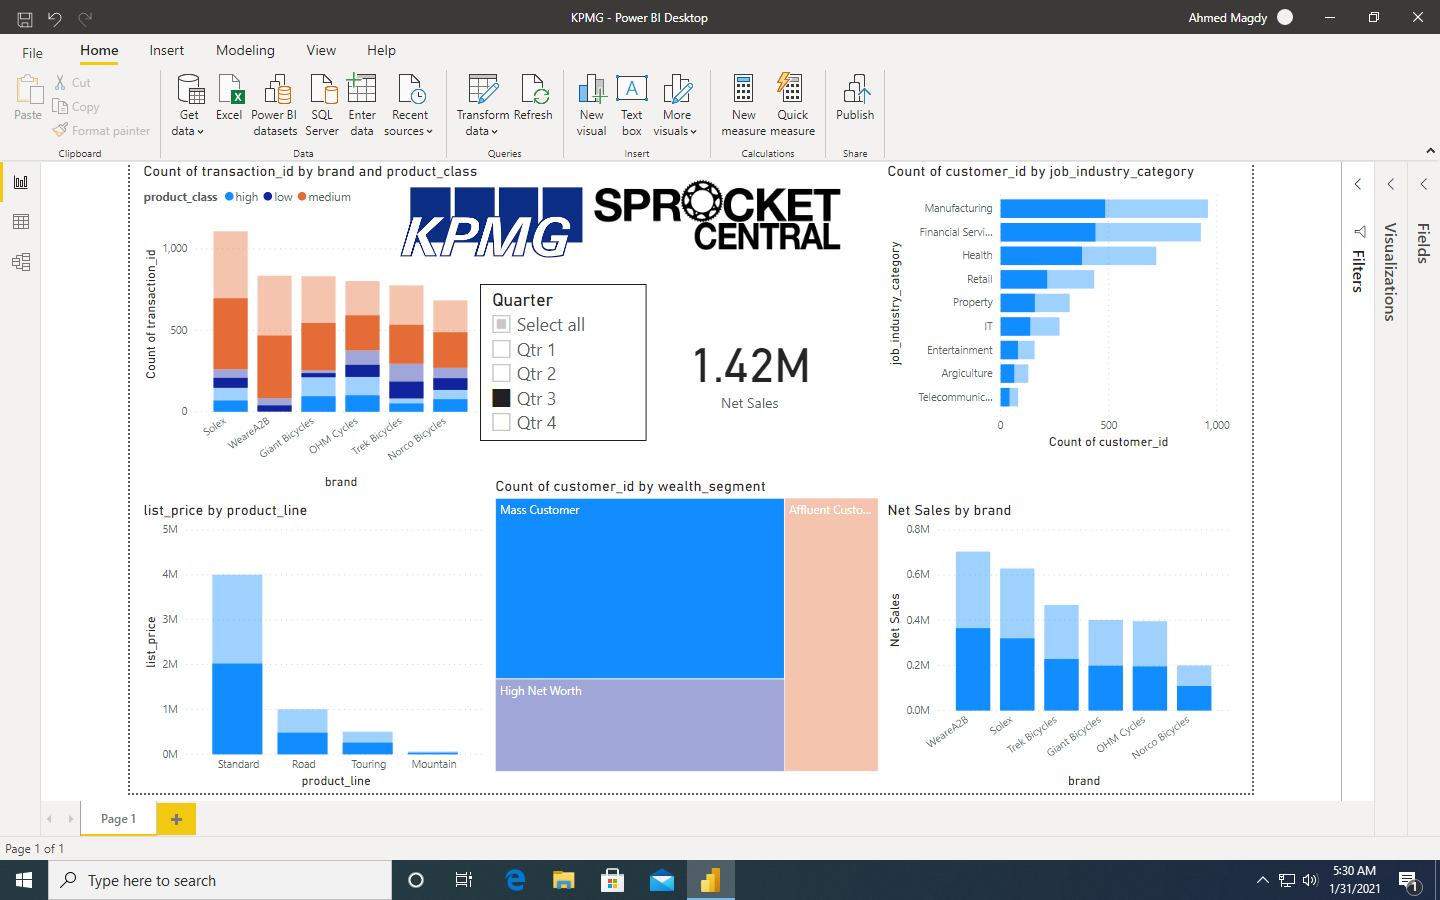 KPMG - Power BI Desktop
Ahmed Magdy
File
Home
Insert
Modeling
View
Help
Paste
Cut
Copy
Format painter
Clipboard
Get data
Excel
Power BI datasets
SQL Server
Enter data
Recent sources
Data
Transform data
Refresh
Queries
New visual
Text box
More visuals
Insert
New measure
Quick measure
Calculations
Publish
Share
Count of transaction_id by brand and product_class
product_class
high
low
medium
Count of transaction_id
1,000
500
0
Solex
WeareA2B
Giant Bicycles
OHM Cycles
Trek Bicycles
Norco Bicycles
brand
KPMG
SPROCKET
CENTRAL
Quarter
Select all
Qtr 1
Qtr 2
Qtr 3
Qtr 4
1.42M
Net Sales
Count of customer_id by job_industry_category
job_industry_category
Manufacturing
Financial Servi...
Health
Retail
Property
IT
Entertainment
Argiculture
Telecommunic...
0
500
1,000
Count of customer_id
list_price by product_line
list_price
5M
4M
3M
2M
1M
0M
Standard
Road
Touring
Mountain
product_line
Count of customer_id by wealth_segment
Mass Customer
Affluent Custo...
High Net Worth
Net Sales by brand
Net Sales
0.8M
0.6M
0.4M
0.2M
0.0M
WeareA2B
Solex
Trek Bicycles
Giant Bicycles
OHM Cycles
Norco Bicycles
brand
Filters
Visualizations
Fields
Page 1
Page 1 of 1
Type here to search
5:30 AM
1/31/2021
1